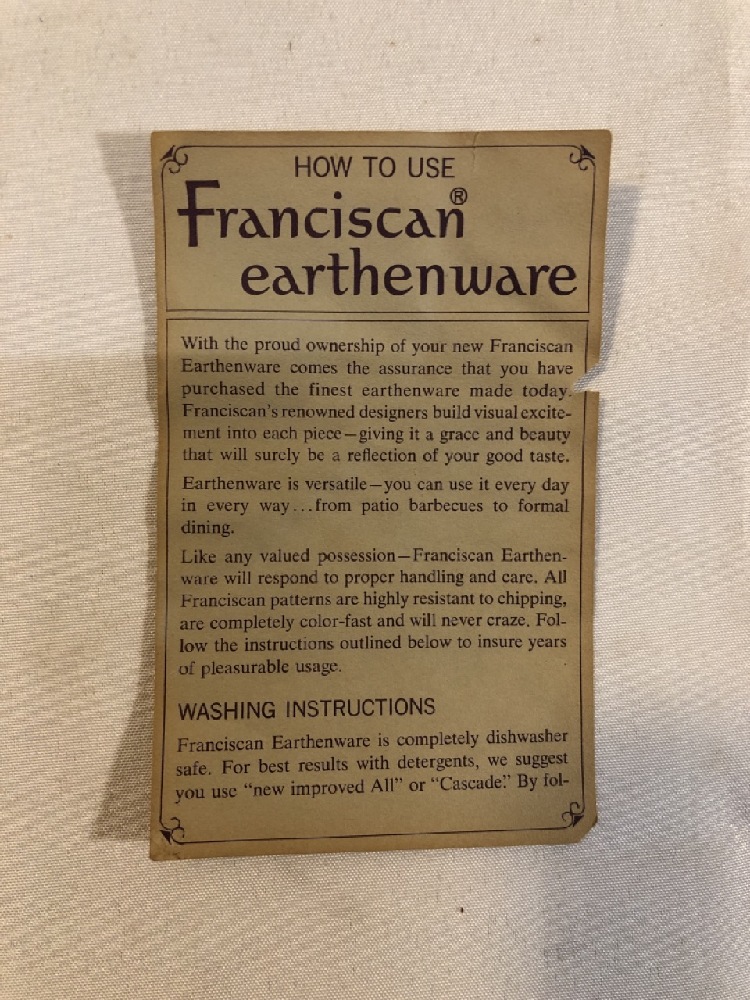 HOW TO USE
Franciscan®
earthenware
With the proud ownership of your new Franciscan
Earthenware comes the assurance that you have
purchased the finest earthenware made today.
Franciscan's renowned designers build visual excite-
ment into each piece—giving it a grace and beauty
that will surely be a reflection of your good taste.
Earthenware is versatile—you can use it every day
in every way...from patio barbecues to formal
dining.
Like any valued possession—Franciscan Earthen-
ware will respond to proper handling and care. All
Franciscan patterns are highly resistant to chipping,
are completely color-fast and will never craze. Fol-
low the instructions outlined below to insure years
of pleasurable usage.
WASHING INSTRUCTIONS
Franciscan Earthenware is completely dishwasher
safe. For best results with detergents, we suggest
you use "new improved All" or "Cascade." By fol-